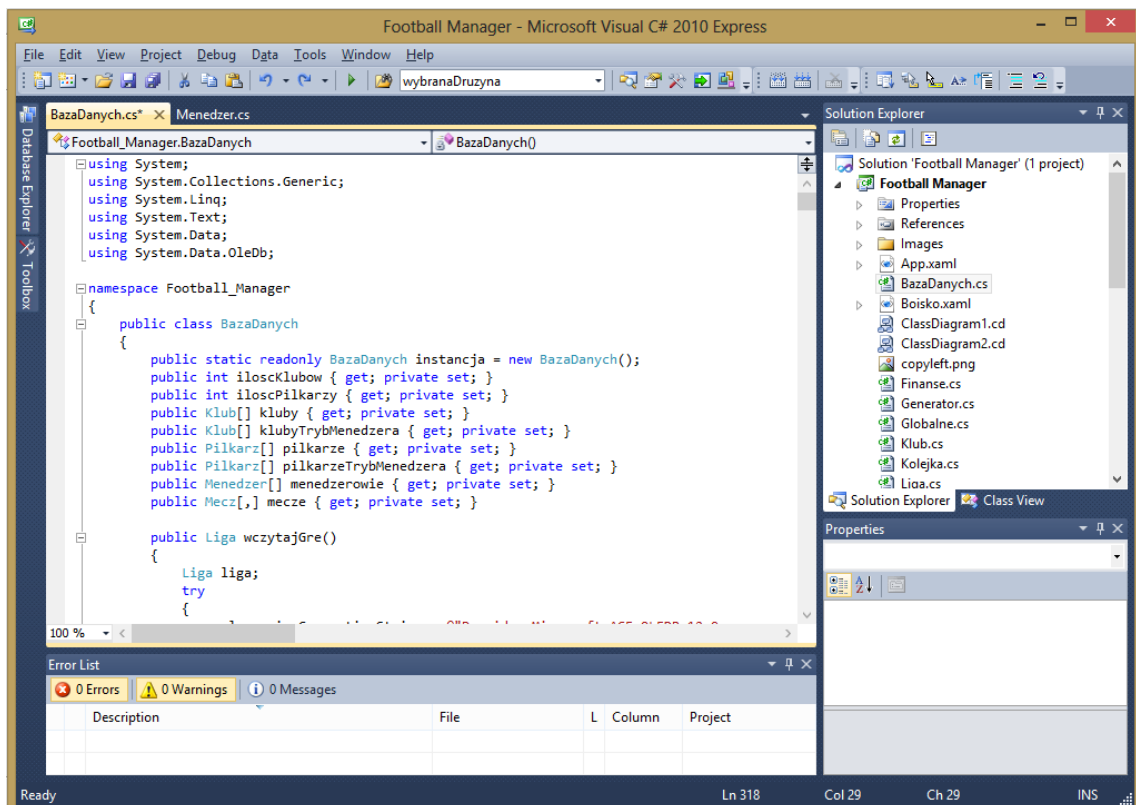 Football Manager - Microsoft Visual C# 2010 Express
File Edit View Project Debug Data Tools Window Help
wybranaDruzyna
Database Explorer
Toolbox
BazaDanych.cs* Menedzer.cs
Football_Manager.BazaDanych BazaDanych()
using System;
using System.Collections.Generic;
using System.Linq;
using System.Text;
using System.Data;
using System.Data.OleDb;
namespace Football_Manager
{
public class BazaDanych
{
public static readonly BazaDanych instancja = new BazaDanych();
public int iloscKlubow { get; private set; }
public int iloscPilkarzy { get; private set; }
public Klub[] kluby { get; private set; }
public Klub[] klubyTrybMenedzera { get; private set; }
public Pilkarz[] pilkarze { get; private set; }
public Pilkarz[] pilkarzeTrybMenedzera { get; private set; }
public Menedzer[] menedzerowie { get; private set; }
public Mecz[,] mecze { get; private set; }
public Liga wczytajGre()
{
Liga liga;
try
{
100 %
Error List
0 Errors 0 Warnings 0 Messages
Description File L Column Project
Solution Explorer
Solution 'Football Manager' (1 project)
Football Manager
Properties
References
Images
App.xaml
BazaDanych.cs
Boisko.xaml
ClassDiagram1.cd
ClassDiagram2.cd
copyleft.png
Finanse.cs
Generator.cs
Globalne.cs
Klub.cs
Kolejka.cs
Liga.cs
Solution Explorer Class View
Properties
Ready Ln 318 Col 29 Ch 29 INS